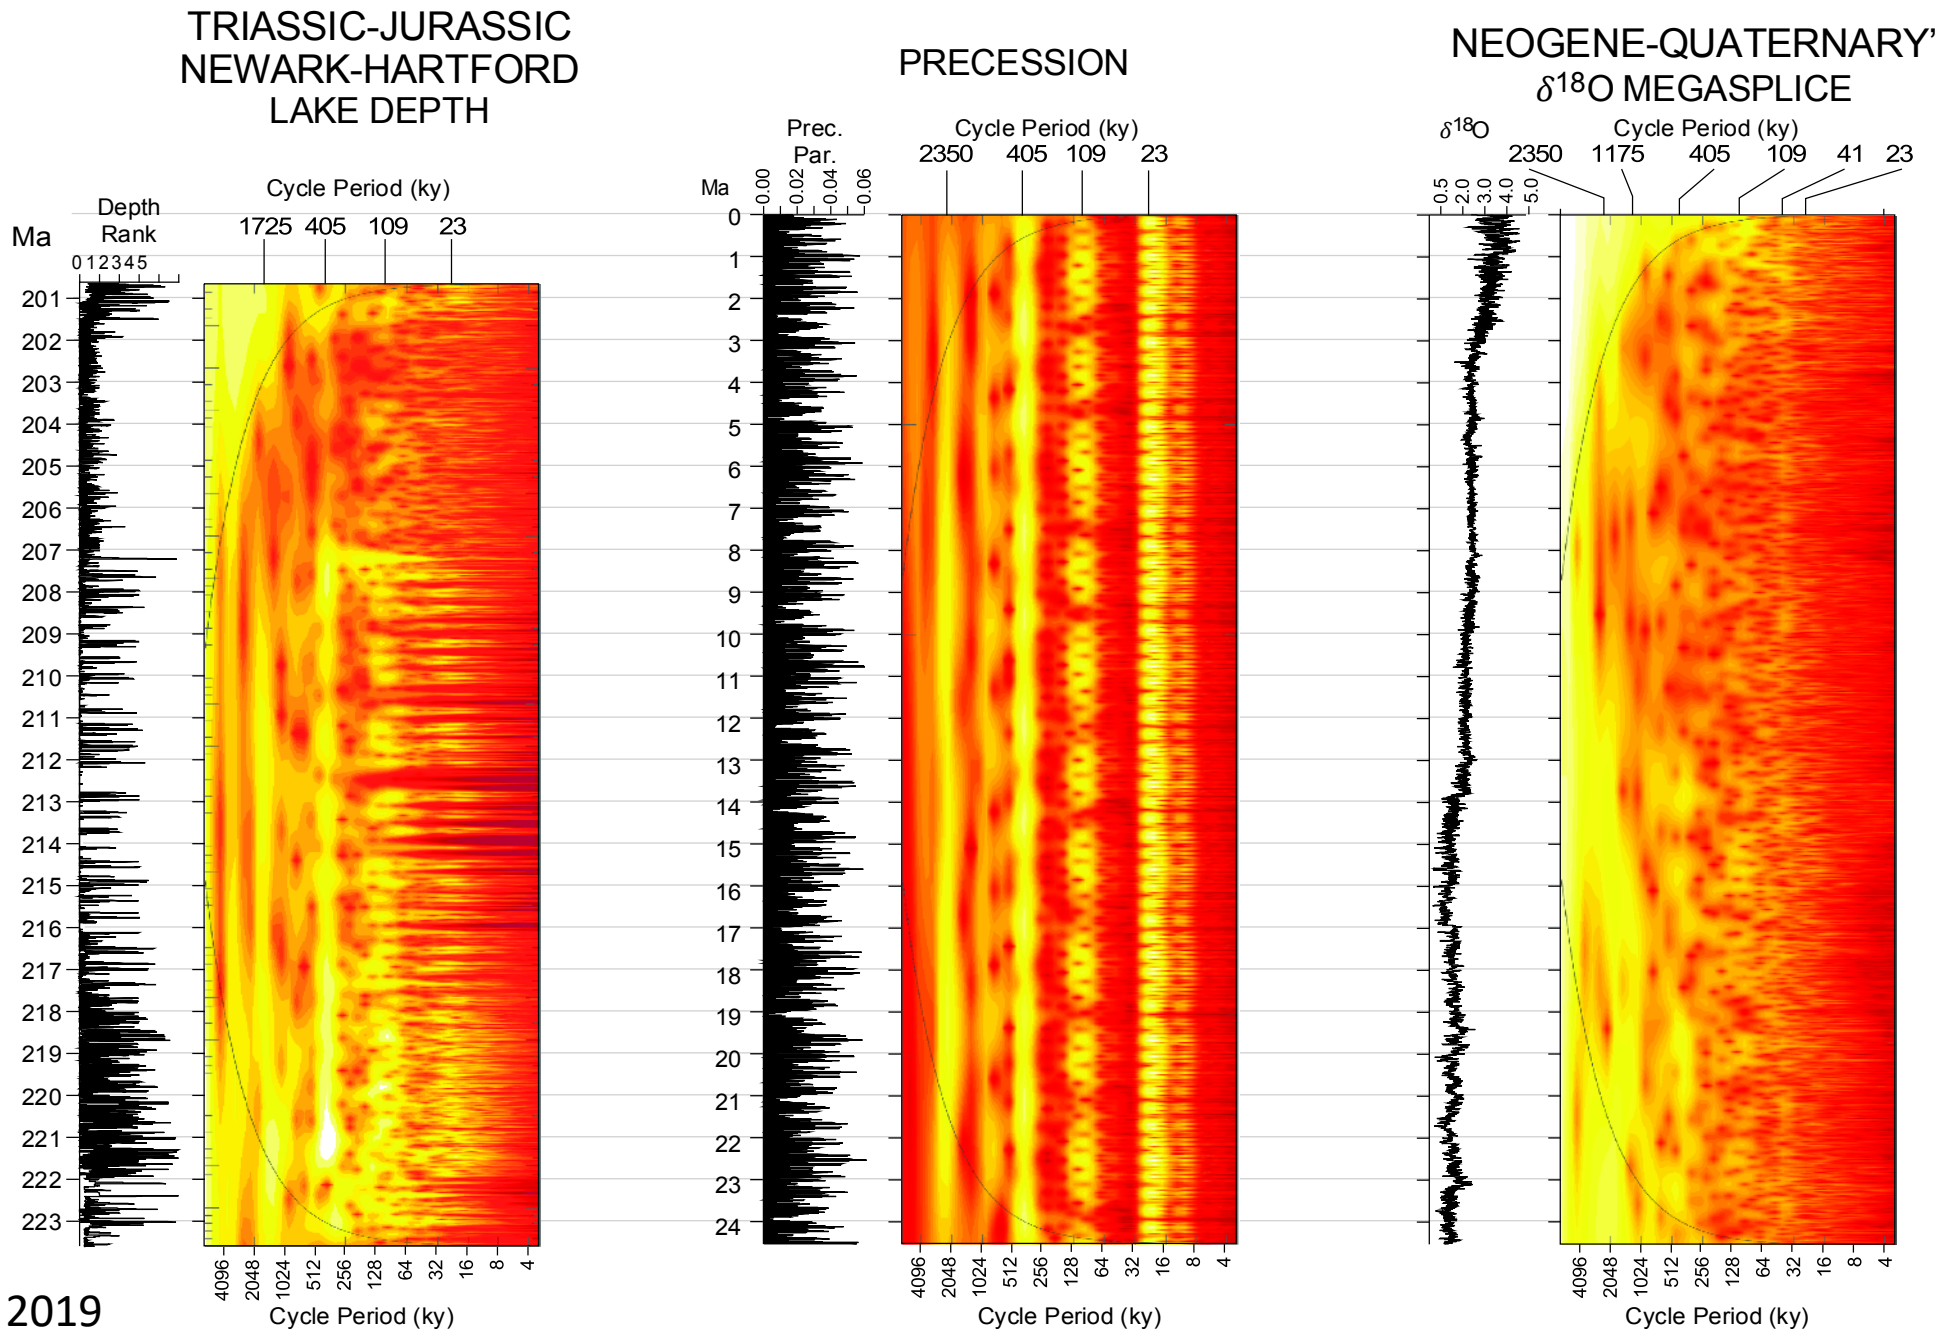 TRIASSIC-JURASSIC
NEWARK-HARTFORD
LAKE DEPTH
Cycle Period (ky)
Depth
Rank
1725 405 109 23
Ma
0 1 2 3 4 5
201
202
203
204
205
206
207
208
209
210
211
212
213
214
215
216
217
218
219
220
221
222
223
4096 2048 1024 512 256 128 64 32 16 8 4
Cycle Period (ky)
2019
PRECESSION
Prec.
Par.
Cycle Period (ky)
2350 405 109 23
Ma
0.00 0.02 0.04 0.06
0
1
2
3
4
5
6
7
8
9
10
11
12
13
14
15
16
17
18
19
20
21
22
23
24
4096 2048 1024 512 256 128 64 32 16 8 4
Cycle Period (ky)
NEOGENE-QUATERNARY'
δ18O MEGASPLICE
δ18O
Cycle Period (ky)
2350 1175 405 109 41 23
0.5 2.0 3.0 4.0 5.0
4096 2048 1024 512 256 128 64 32 16 8 4
Cycle Period (ky)